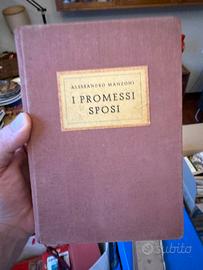 ALESSANDRO MANZONI
I PROMESSI
SPOSI
subito